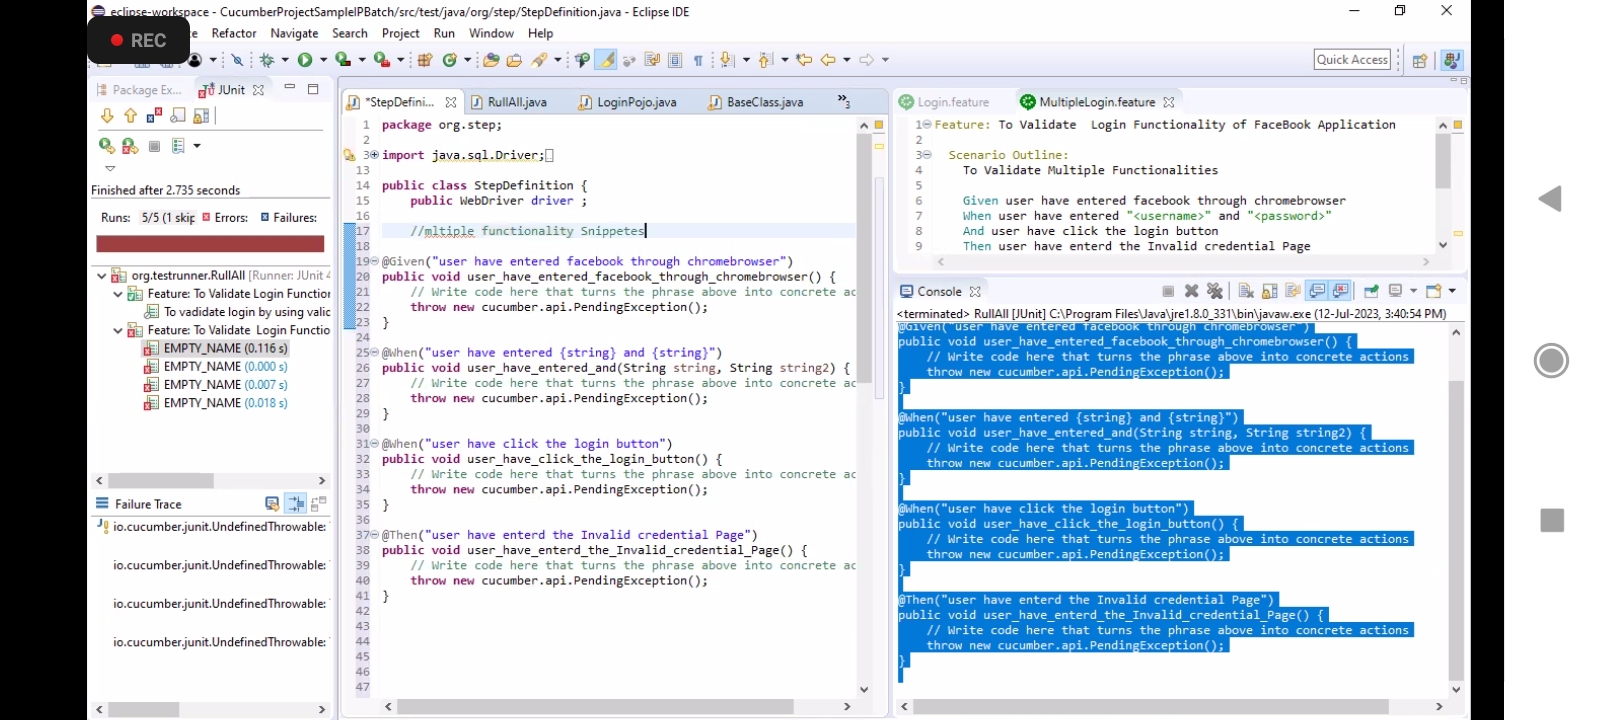 eclipse-workspace - CucumberProjectSampleIPBatch/src/test/java/org/step/StepDefinition.java - Eclipse IDE
REC
Refactor Navigate Search Project Run Window Help
Quick Access
Package Ex... JUnit
Finished after 2.735 seconds
Runs: 5/5 (1 skip Errors: Failures:
org.testrunner.RullAll [Runner: JUnit 4
Feature: To Validate Login Function
To vadidate login by using valic
Feature: To Validate Login Functio
EMPTY_NAME (0.116 s)
EMPTY_NAME (0.000 s)
EMPTY_NAME (0.007 s)
EMPTY_NAME (0.018 s)
Failure Trace
io.cucumber.junit.UndefinedThrowable:
io.cucumber.junit.UndefinedThrowable:
io.cucumber.junit.UndefinedThrowable:
io.cucumber.junit.UndefinedThrowable:
*StepDefini... RullAll.java LoginPojo.java BaseClass.java »3
1 package org.step;
2
3 import java.sql.Driver;
13
14 public class StepDefinition {
15 public WebDriver driver ;
16
17 //mltiple functionality Snippetes
18
19 @Given("user have entered facebook through chromebrowser")
20 public void user_have_entered_facebook_through_chromebrowser() {
21 // Write code here that turns the phrase above into concrete ac
22 throw new cucumber.api.PendingException();
23 }
24
25 @When("user have entered {string} and {string}")
26 public void user_have_entered_and(String string, String string2) {
27 // Write code here that turns the phrase above into concrete ac
28 throw new cucumber.api.PendingException();
29 }
30
31 @When("user have click the login button")
32 public void user_have_click_the_login_button() {
33 // Write code here that turns the phrase above into concrete ac
34 throw new cucumber.api.PendingException();
35 }
36
37 @Then("user have enterd the Invalid credential Page")
38 public void user_have_enterd_the_Invalid_credential_Page() {
39 // Write code here that turns the phrase above into concrete ac
40 throw new cucumber.api.PendingException();
41 }
42
43
44
45
46
47
Login.feature MultipleLogin.feature
1 Feature: To Validate Login Functionality of FaceBook Application
2
3 Scenario Outline:
4 To Validate Multiple Functionalities
5
6 Given user have entered facebook through chromebrowser
7 When user have entered "<username>" and "<password>"
8 And user have click the login button
9 Then user have enterd the Invalid credential Page
Console
<terminated> RullAll [JUnit] C:\Program Files\Java\jre1.8.0_331\bin\javaw.exe (12-Jul-2023, 3:40:54 PM)
@Given("user have entered facebook through chromebrowser")
public void user_have_entered_facebook_through_chromebrowser() {
// Write code here that turns the phrase above into concrete actions
throw new cucumber.api.PendingException();
}
@When("user have entered {string} and {string}")
public void user_have_entered_and(String string, String string2) {
// Write code here that turns the phrase above into concrete actions
throw new cucumber.api.PendingException();
}
@When("user have click the login button")
public void user_have_click_the_login_button() {
// Write code here that turns the phrase above into concrete actions
throw new cucumber.api.PendingException();
}
@Then("user have enterd the Invalid credential Page")
public void user_have_enterd_the_Invalid_credential_Page() {
// Write code here that turns the phrase above into concrete actions
throw new cucumber.api.PendingException();
}